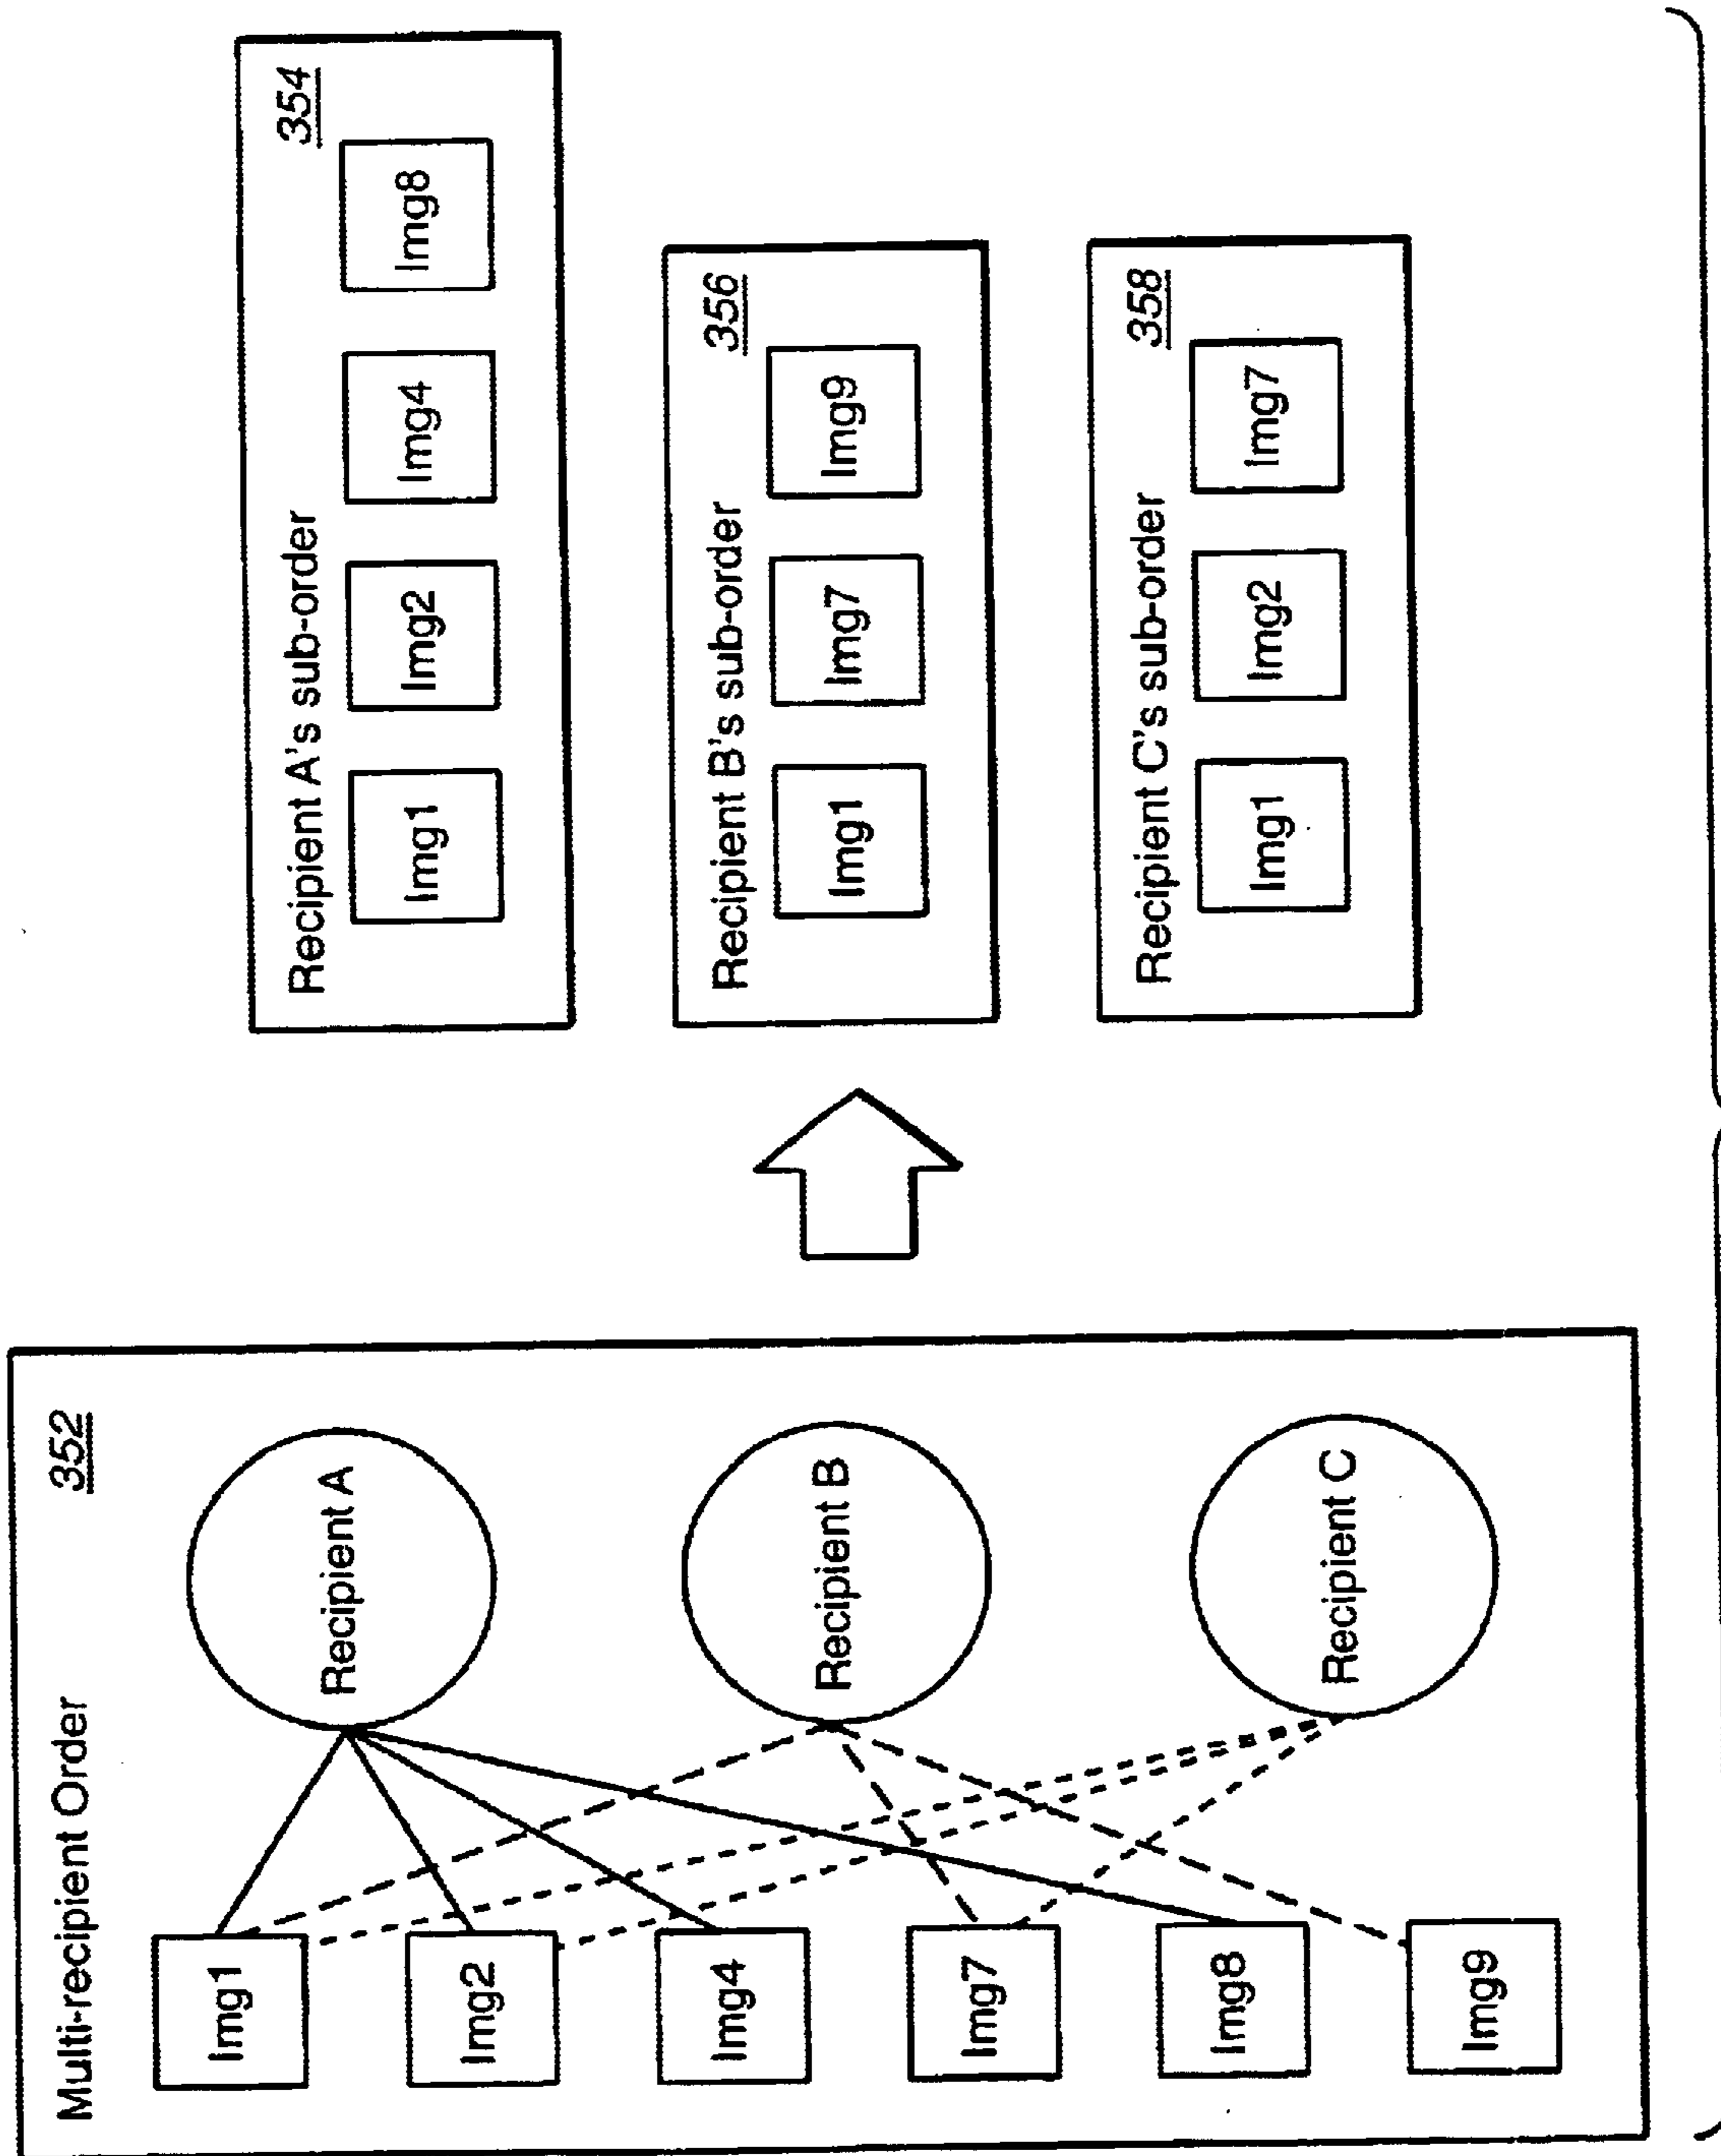 Multi-recipient Order
352
Img1
Img2
Img4
Img7
Img8
Img9
Recipient A
Recipient B
Recipient C
Recipient A's sub-order
354
Img1
Img2
Img4
Img8
Recipient B's sub-order
356
Img1
Img7
Img9
Recipient C's sub-order
358
Img1
Img2
Img7